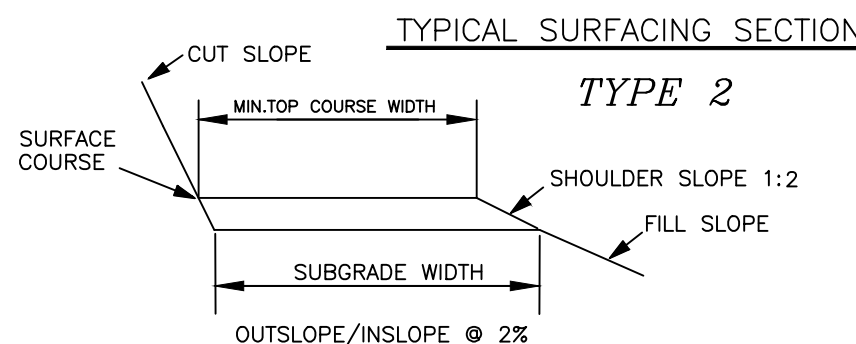 TYPICAL SURFACING SECTION
TYPE 2
CUT SLOPE
MIN.TOP COURSE WIDTH
SURFACE
COURSE
SHOULDER SLOPE 1:2
FILL SLOPE
SUBGRADE WIDTH
OUTSLOPE/INSLOPE @ 2%